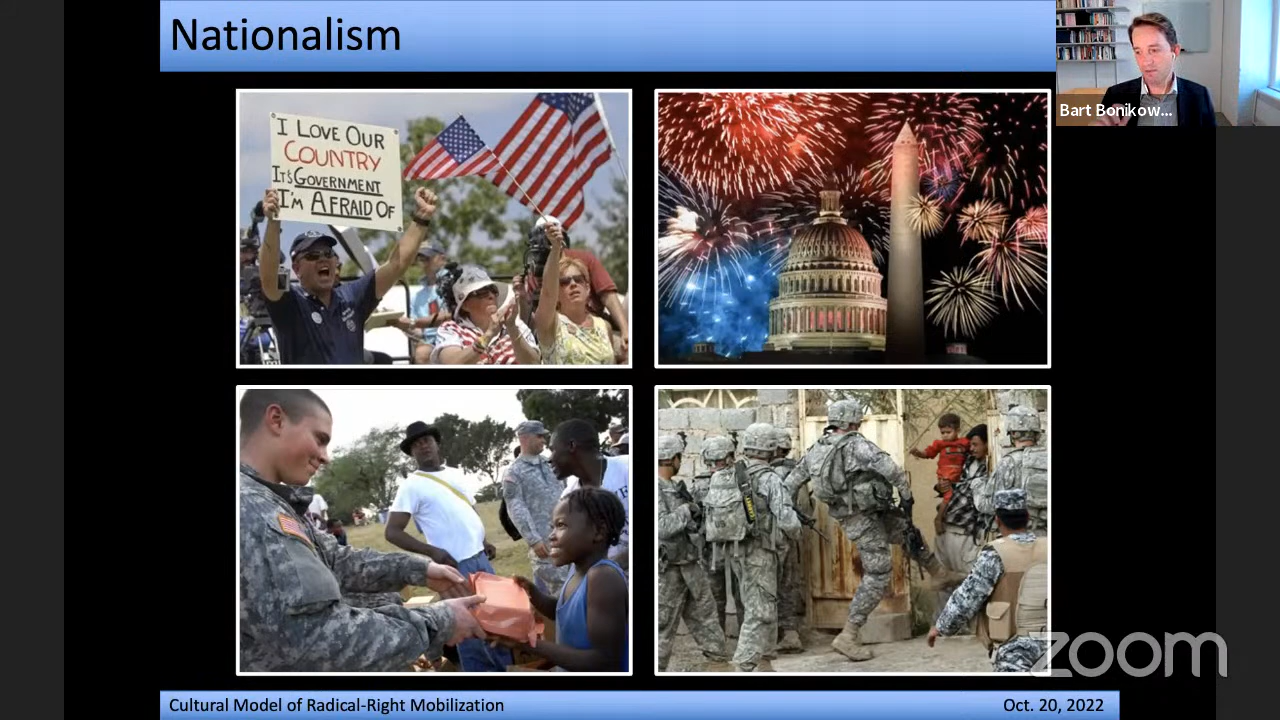 Nationalism
Bart Bonikow...
I LOVE OUR
COUNTRY
IT'S GOVERNMENT
I'M AFRAID OF
zoom
Cultural Model of Radical-Right Mobilization
Oct. 20, 2022